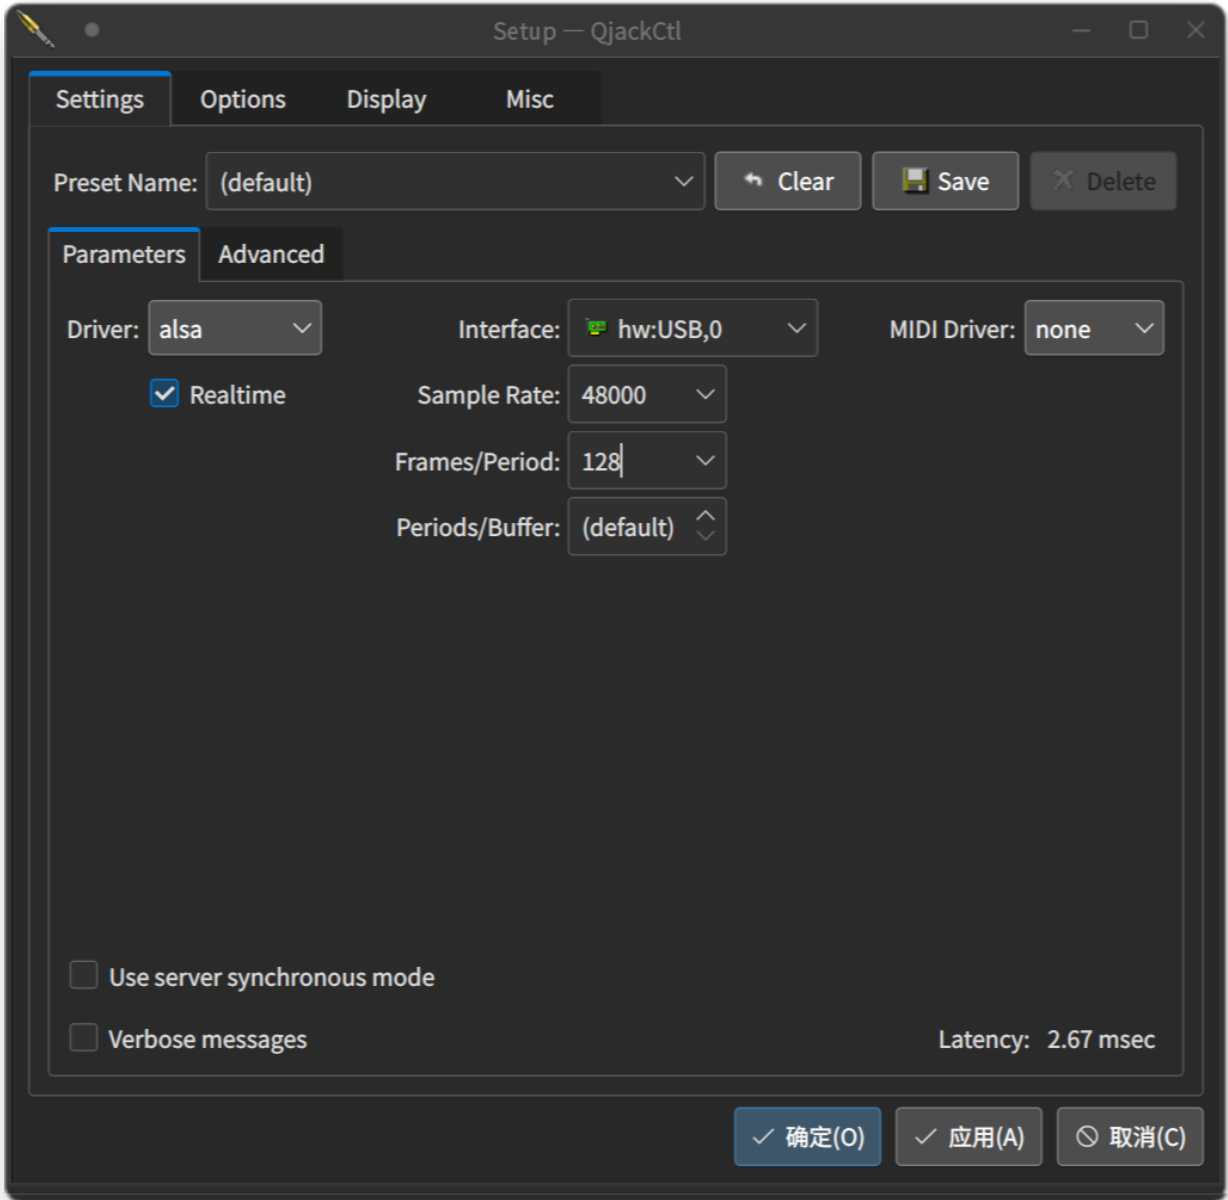 Setup — QjackCtl
Settings Options Display Misc
Preset Name: (default) Clear Save Delete
Parameters Advanced
Driver: alsa Interface: hw:USB,0 MIDI Driver: none
Realtime Sample Rate: 48000
Frames/Period: 128
Periods/Buffer: (default)
Use server synchronous mode
Verbose messages Latency: 2.67 msec
确定(O) 应用(A) 取消(C)